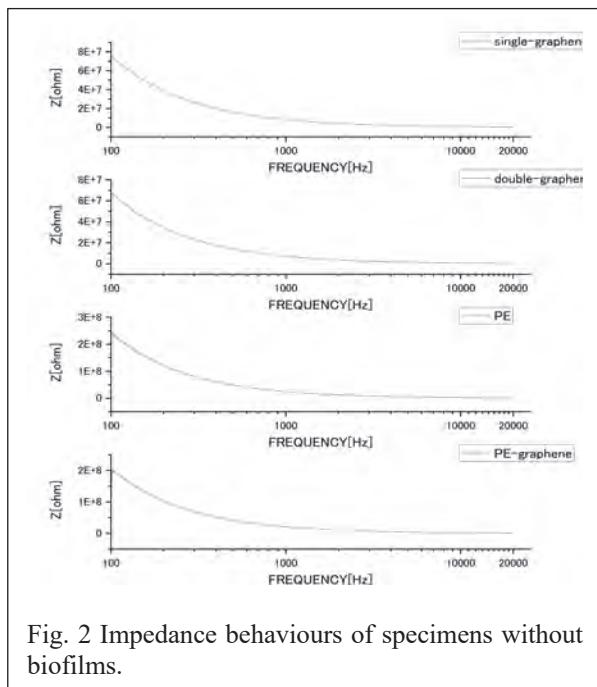 single-graphen
8E+7
6E+7
4E+7
2E+7
0
Z[ohm]
100 1000 10000 20000
FREQUENCY[Hz]
double-graphen
8E+7
6E+7
4E+7
2E+7
0
Z[ohm]
100 1000 10000 20000
FREQUENCY[Hz]
PE
3E+8
2E+8
1E+8
0
Z[ohm]
100 1000 10000 20000
FREQUENCY[Hz]
PE-graphene
2E+8
1E+8
0
Z[ohm]
100 1000 10000 20000
FREQUENCY[Hz]
Fig. 2 Impedance behaviours of specimens without
biofilms.